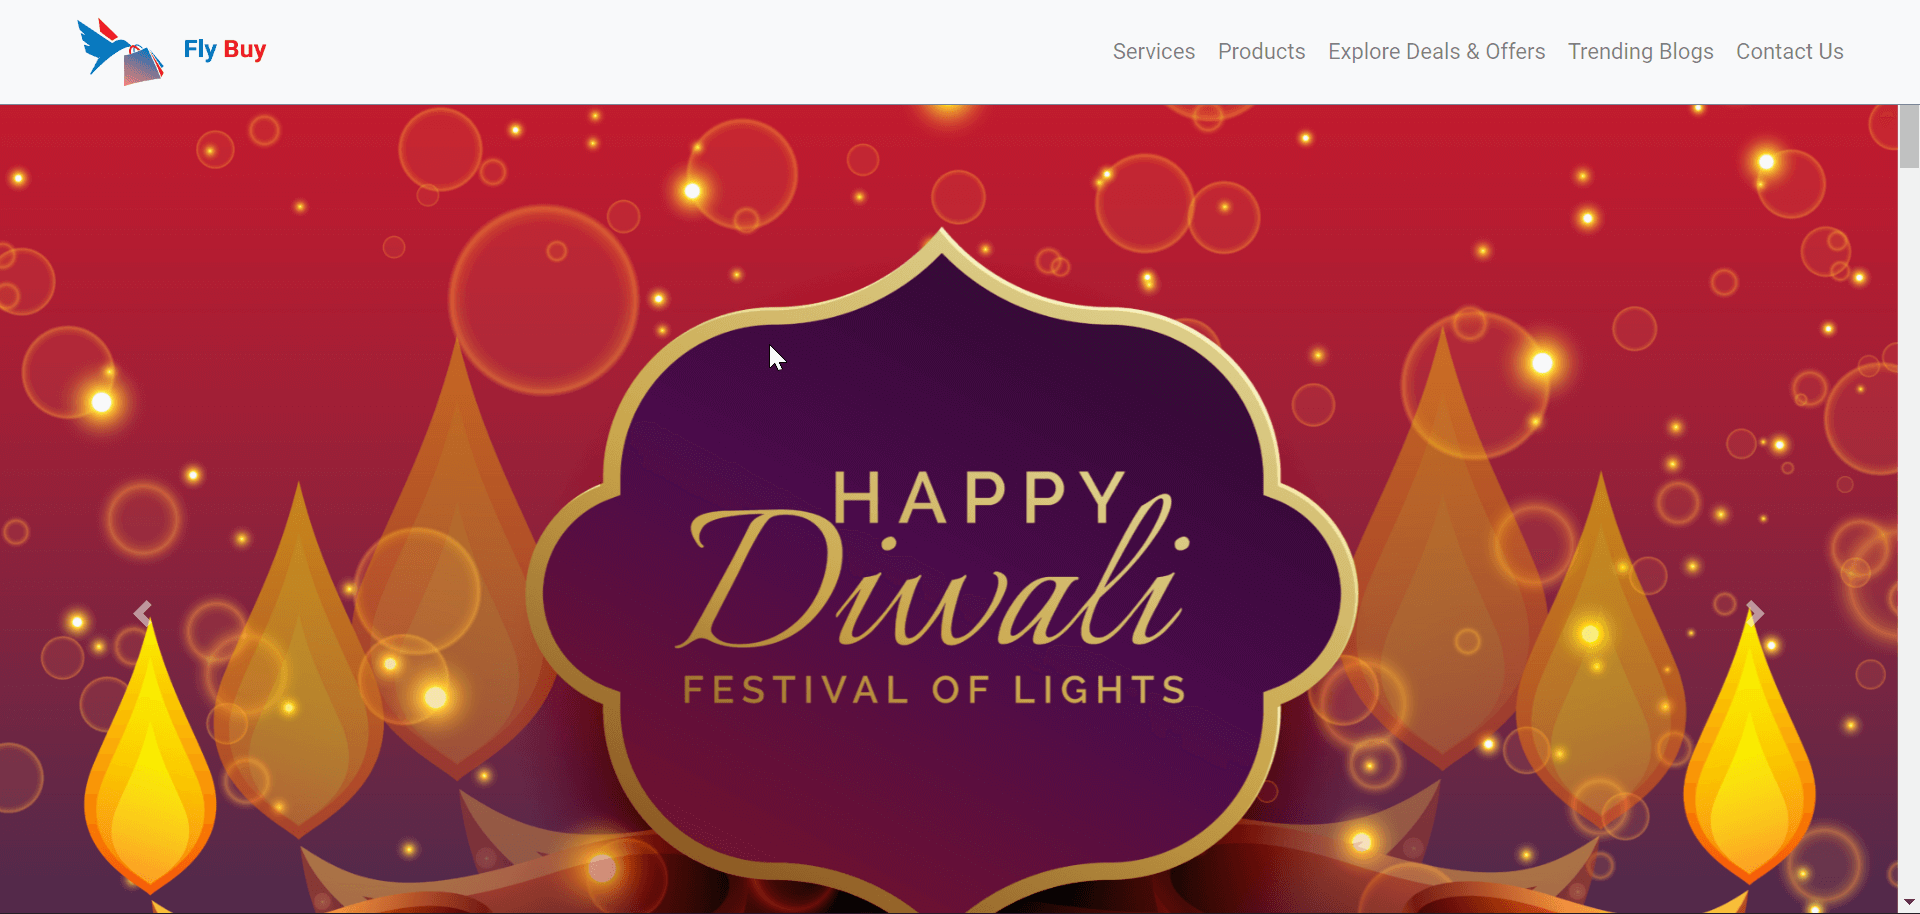 Fly Buy
Services Products Explore Deals & Offers Trending Blogs Contact Us
HAPPY
Diwali
FESTIVAL OF LIGHTS